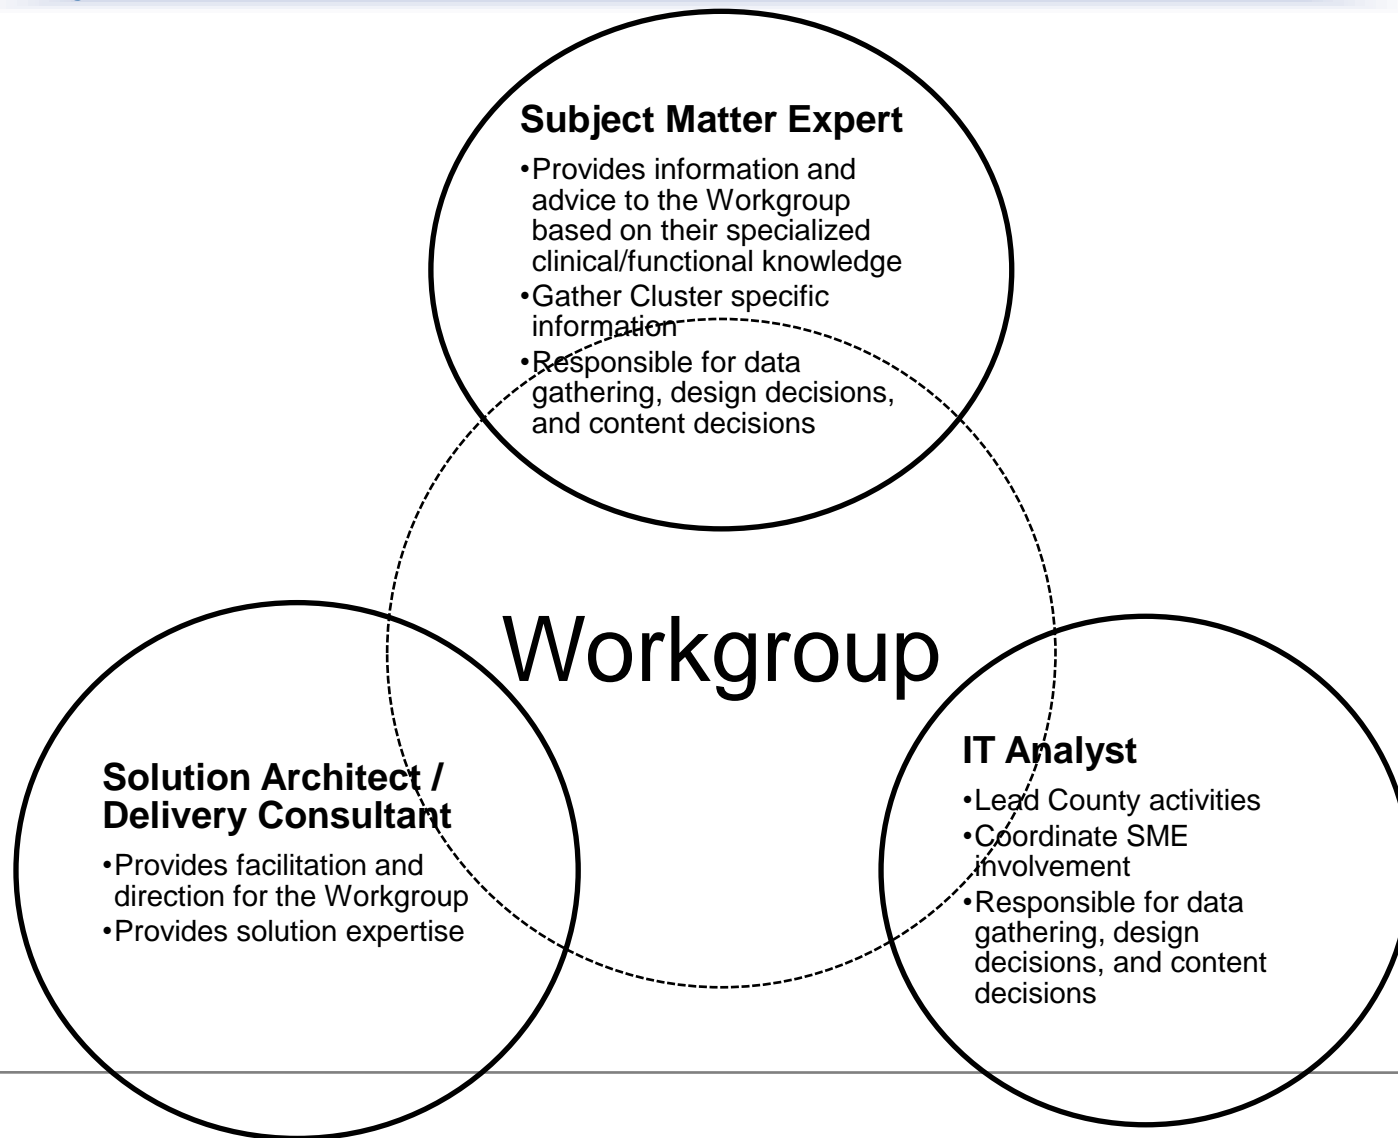 Subject Matter Expert
•Provides information and
advice to the Workgroup
based on their specialized
clinical/functional knowledge
•Gather Cluster specific
information
•Responsible for data
gathering, design decisions,
and content decisions
Workgroup
Solution Architect /
Delivery Consultant
•Provides facilitation and
direction for the Workgroup
•Provides solution expertise
IT Analyst
•Lead County activities
•Coordinate SME
involvement
•Responsible for data
gathering, design
decisions, and content
decisions